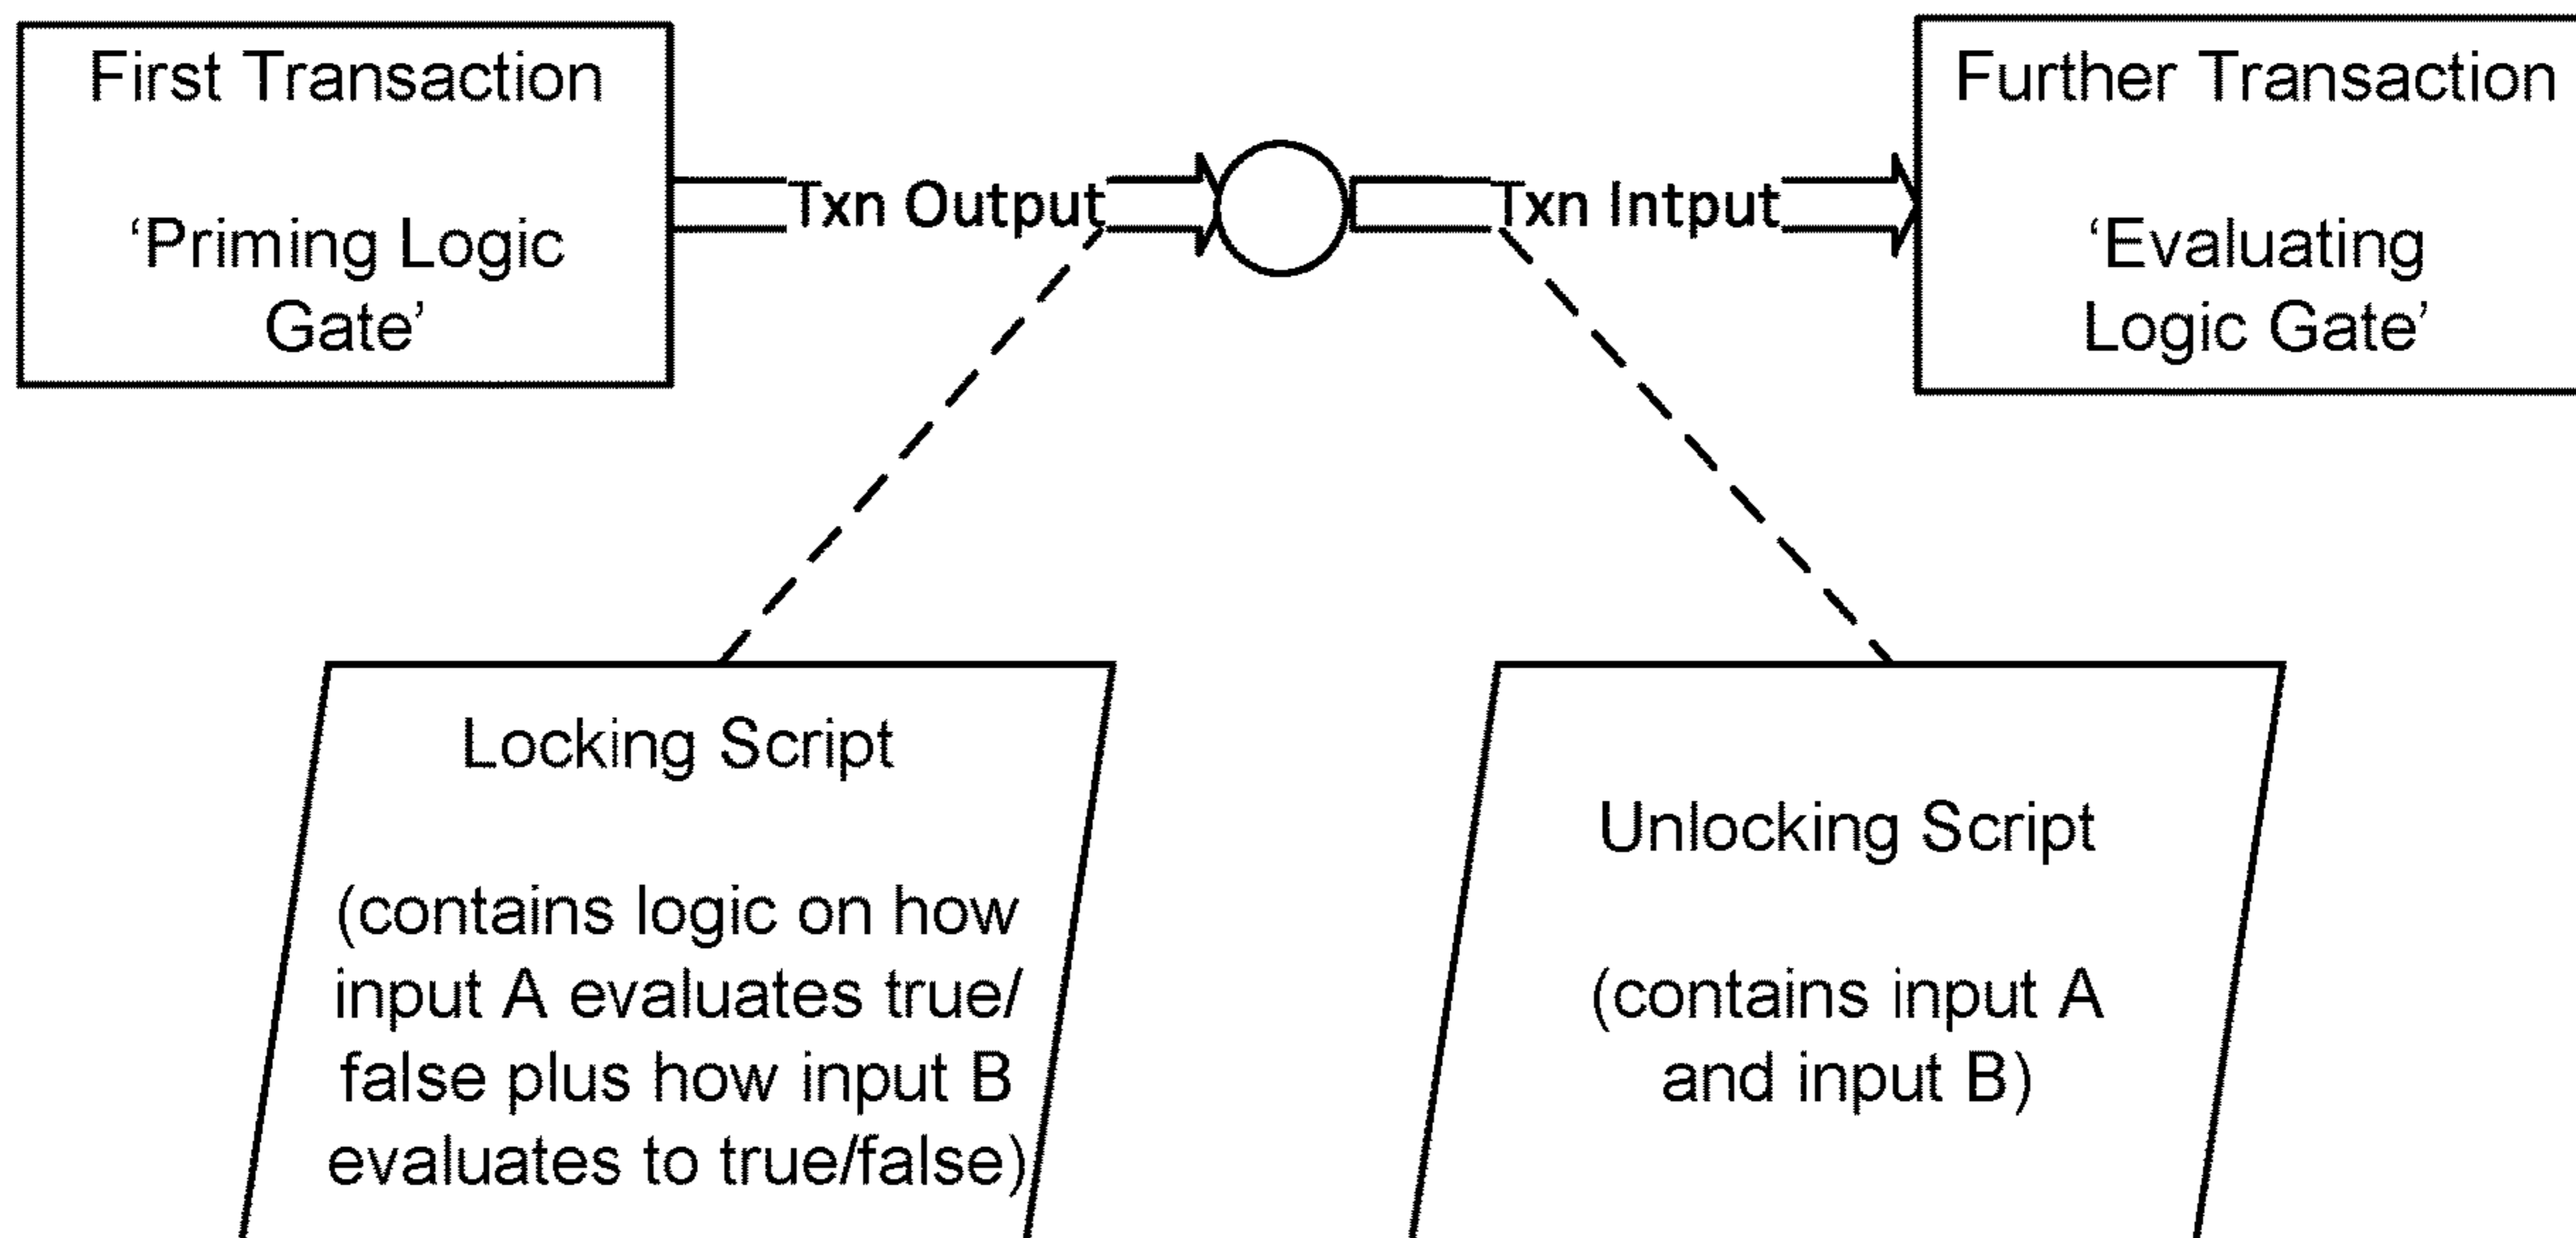 First Transaction
‘Priming Logic
Gate’
Txn Output
Txn Intput
Further Transaction
‘Evaluating
Logic Gate’
Locking Script
(contains logic on how
input A evaluates true/
false plus how input B
evaluates to true/false)
Unlocking Script
(contains input A
and input B)